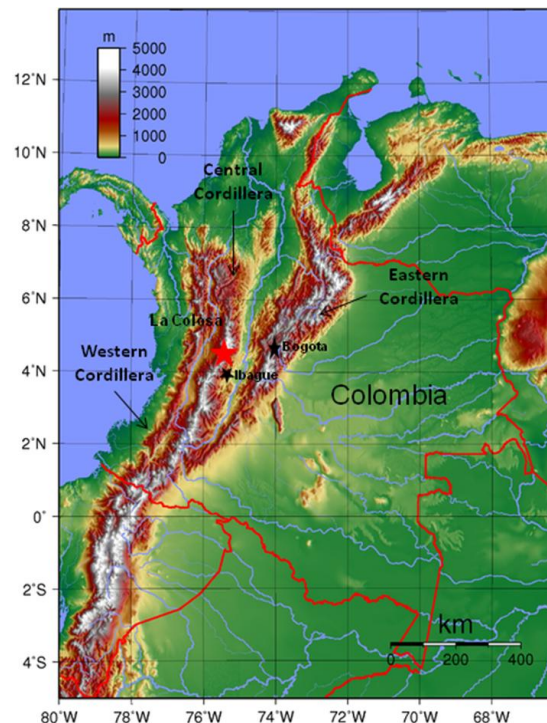 m
5000
4000
3000
2000
1000
0
12°N
10°N
8°N
6°N
4°N
2°N
0°
2°S
4°S
Central
Cordillera
Eastern
Cordillera
La Colosa
Bogota
Western
Cordillera
Ibague
Colombia
km
0 200 400
80°W 78°W 76°W 74°W 72°W 70°W 68°W